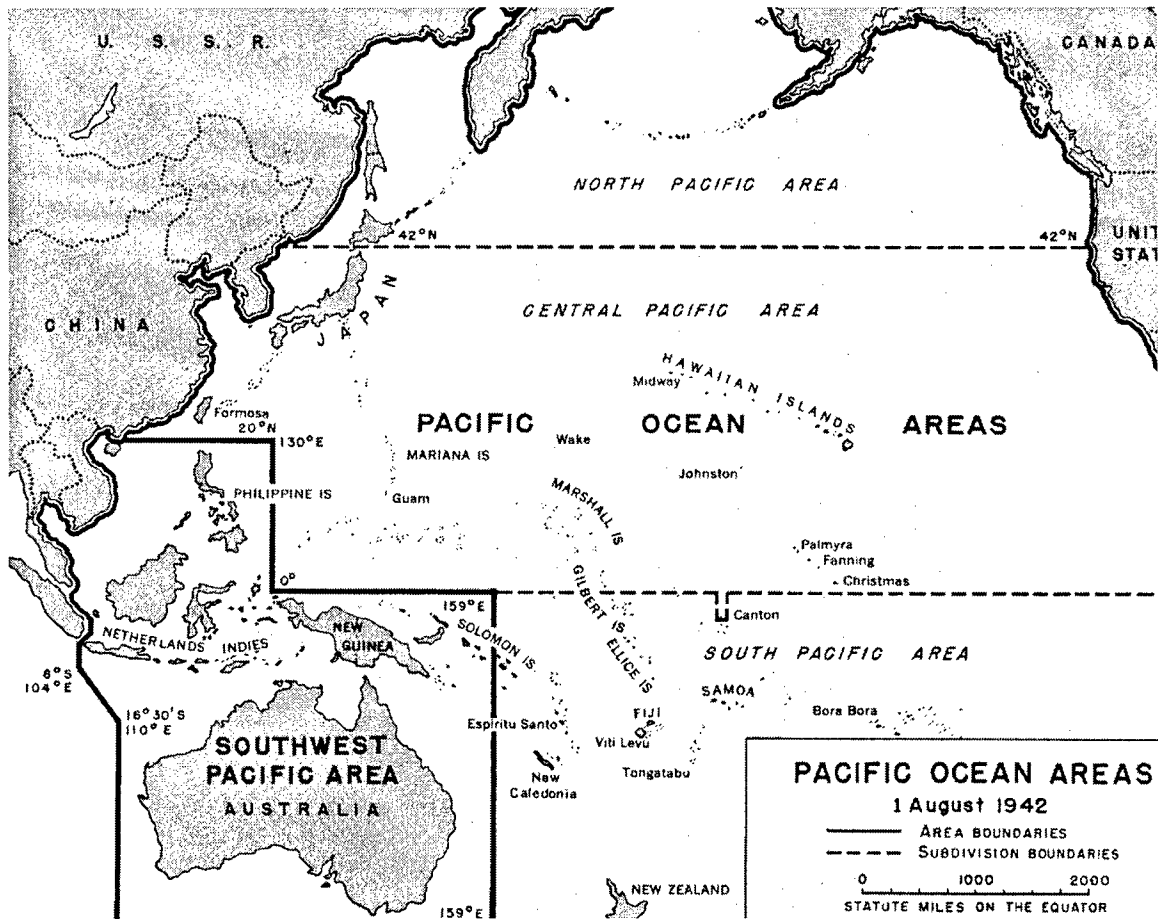 U. S. S. R.
CANADA
NORTH PACIFIC AREA
42°N
42°N
UNIT
STAT
CHINA
JAPAN
CENTRAL PACIFIC AREA
HAWAIIAN ISLANDS
Midway
Formosa
20°N
130°E
PACIFIC OCEAN AREAS
Wake
MARIANA IS
Johnston
PHILIPPINE IS
Guam
MARSHALL IS
Palmyra
Fanning
Christmas
0°
159°E
GILBERT IS
Canton
NETHERLANDS INDIES
NEW
GUINEA
SOLOMON IS
ELLICE IS
SOUTH PACIFIC AREA
8°S
104°E
SAMOA
16°30'S
110°E
Espiritu Santo
FIJI
Bora Bora
Viti Levu
SOUTHWEST
PACIFIC AREA
AUSTRALIA
Tongatabu
New
Caledonia
NEW ZEALAND
159°E
PACIFIC OCEAN AREAS
1 August 1942
AREA BOUNDARIES
SUBDIVISION BOUNDARIES
0 1000 2000
STATUTE MILES ON THE EQUATOR